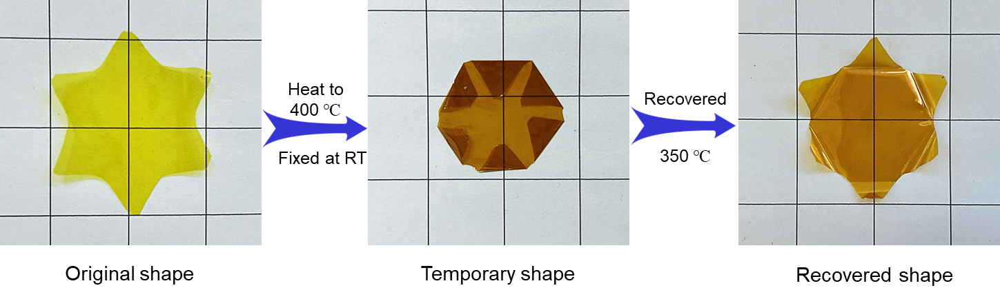 Heat to
400 ℃
Fixed at RT
Recovered
350 ℃
Original shape
Temporary shape
Recovered shape